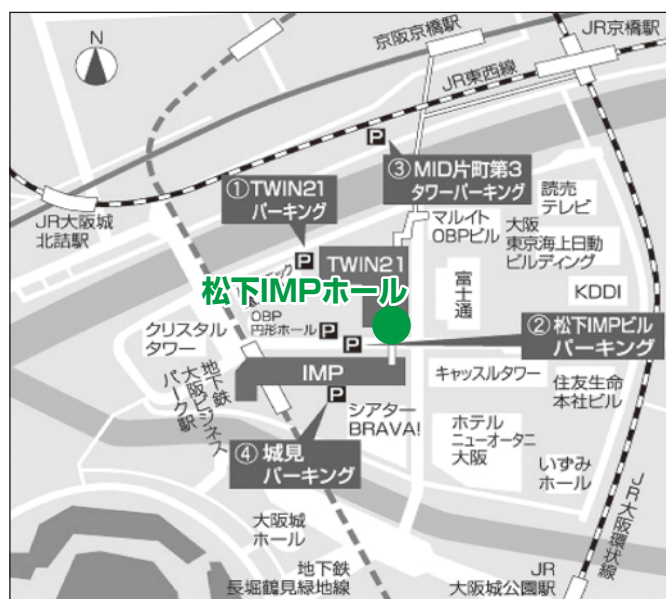 N
京阪京橋駅
JR京橋駅
JR東西線
P
③MID片町第3
タワーパーキング
①TWIN21
パーキング
JR大阪城
北詰駅
マルイト
OBPビル
読売
テレビ
大阪
東京海上日動
ビルディング
P
TWIN21
富士通
KDDI
松下IMPホール
OBP
円形ホール
P
P
②松下IMPビル
パーキング
クリスタル
タワー
地下鉄
大阪ビジネス
パーク駅
IMP
キャッスルタワー
住友生命
本社ビル
P
シアター
BRAVA!
ホテル
ニューオータニ
大阪
いずみ
ホール
④城見
パーキング
大阪城
ホール
地下鉄
長堀鶴見緑地線
JR
大阪城公園駅
JR大阪環状線